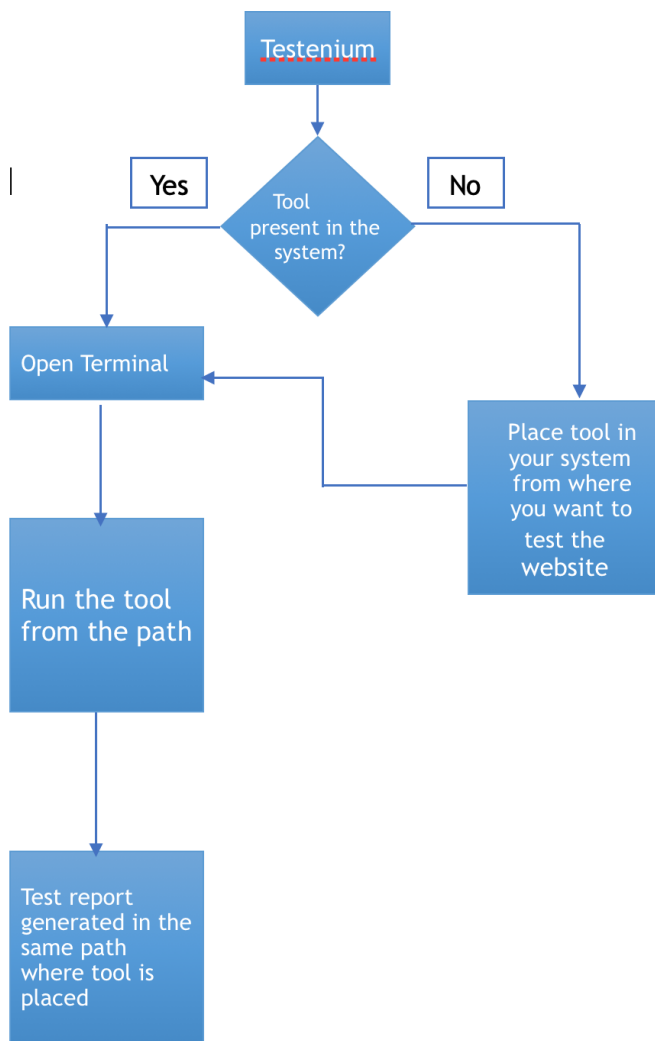 Testenium
Yes
No
Tool
present in the
system?
Open Terminal
Place tool in
your system
from where
you want to
test the
website
Run the tool
from the path
Test report
generated in the
same path
where tool is
placed